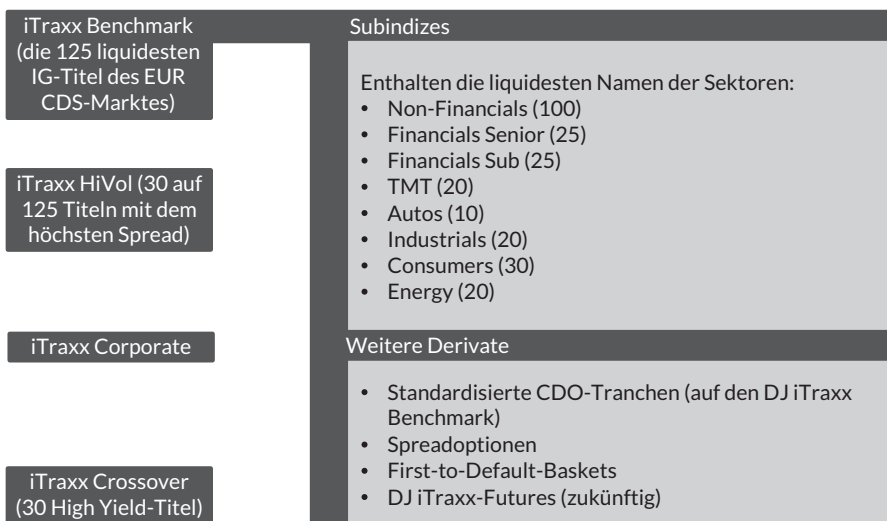 iTraxx Benchmark
(die 125 liquidesten
IG-Titel des EUR
CDS-Marktes)
iTraxx HiVol (30 auf
125 Titeln mit dem
höchsten Spread)
iTraxx Corporate
iTraxx Crossover
(30 High Yield-Titel)
Subindizes
Enthalten die liquidesten Namen der Sektoren:
• Non-Financials (100)
• Financials Senior (25)
• Financials Sub (25)
• TMT (20)
• Autos (10)
• Industrials (20)
• Consumers (30)
• Energy (20)
Weitere Derivate
• Standardisierte CDO-Tranchen (auf den DJ iTraxx
Benchmark)
• Spreadoptionen
• First-to-Default-Baskets
• DJ iTraxx-Futures (zukünftig)